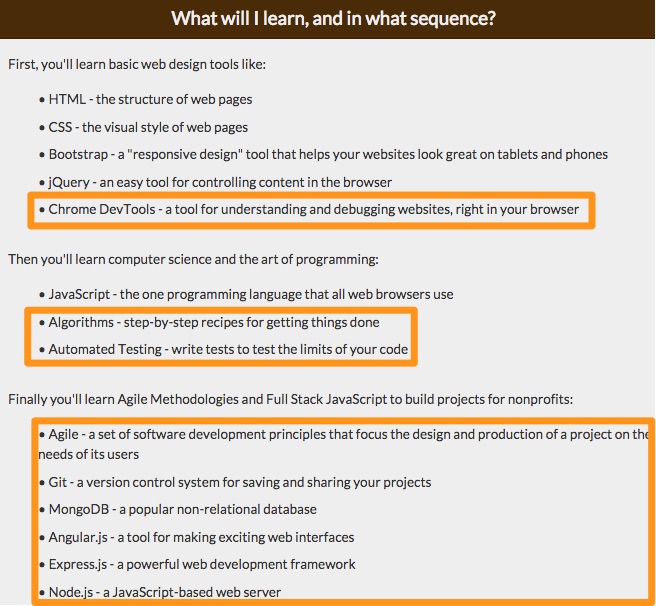 What will I learn, and in what sequence?
First, you'll learn basic web design tools like:
• HTML - the structure of web pages
• CSS - the visual style of web pages
• Bootstrap - a "responsive design" tool that helps your websites look great on tablets and phones
• jQuery - an easy tool for controlling content in the browser
• Chrome DevTools - a tool for understanding and debugging websites, right in your browser
Then you'll learn computer science and the art of programming:
• JavaScript - the one programming language that all web browsers use
• Algorithms - step-by-step recipes for getting things done
• Automated Testing - write tests to test the limits of your code
Finally you'll learn Agile Methodologies and Full Stack JavaScript to build projects for nonprofits:
• Agile - a set of software development principles that focus the design and production of a project on the
needs of its users
• Git - a version control system for saving and sharing your projects
• MongoDB - a popular non-relational database
• Angular.js - a tool for making exciting web interfaces
• Express.js - a powerful web development framework
• Node.js - a JavaScript-based web server